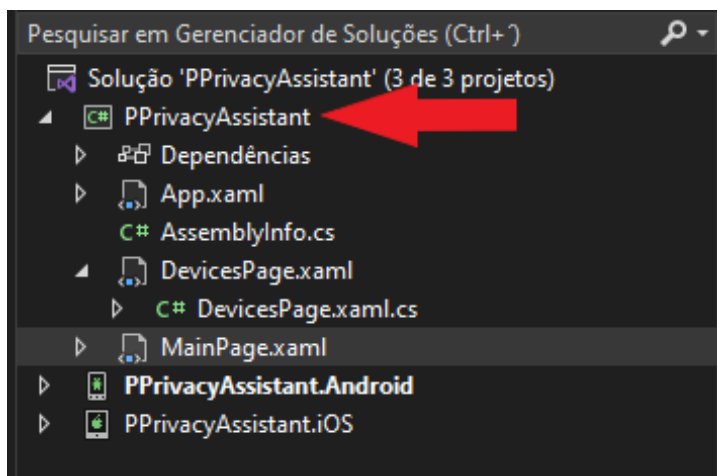 Pesquisar em Gerenciador de Soluções (Ctrl+´)
Solução 'PPrivacyAssistant' (3 de 3 projetos)
C# PPrivacyAssistant
Dependências
App.xaml
C# AssemblyInfo.cs
DevicesPage.xaml
C# DevicesPage.xaml.cs
MainPage.xaml
PPrivacyAssistant.Android
PPrivacyAssistant.iOS